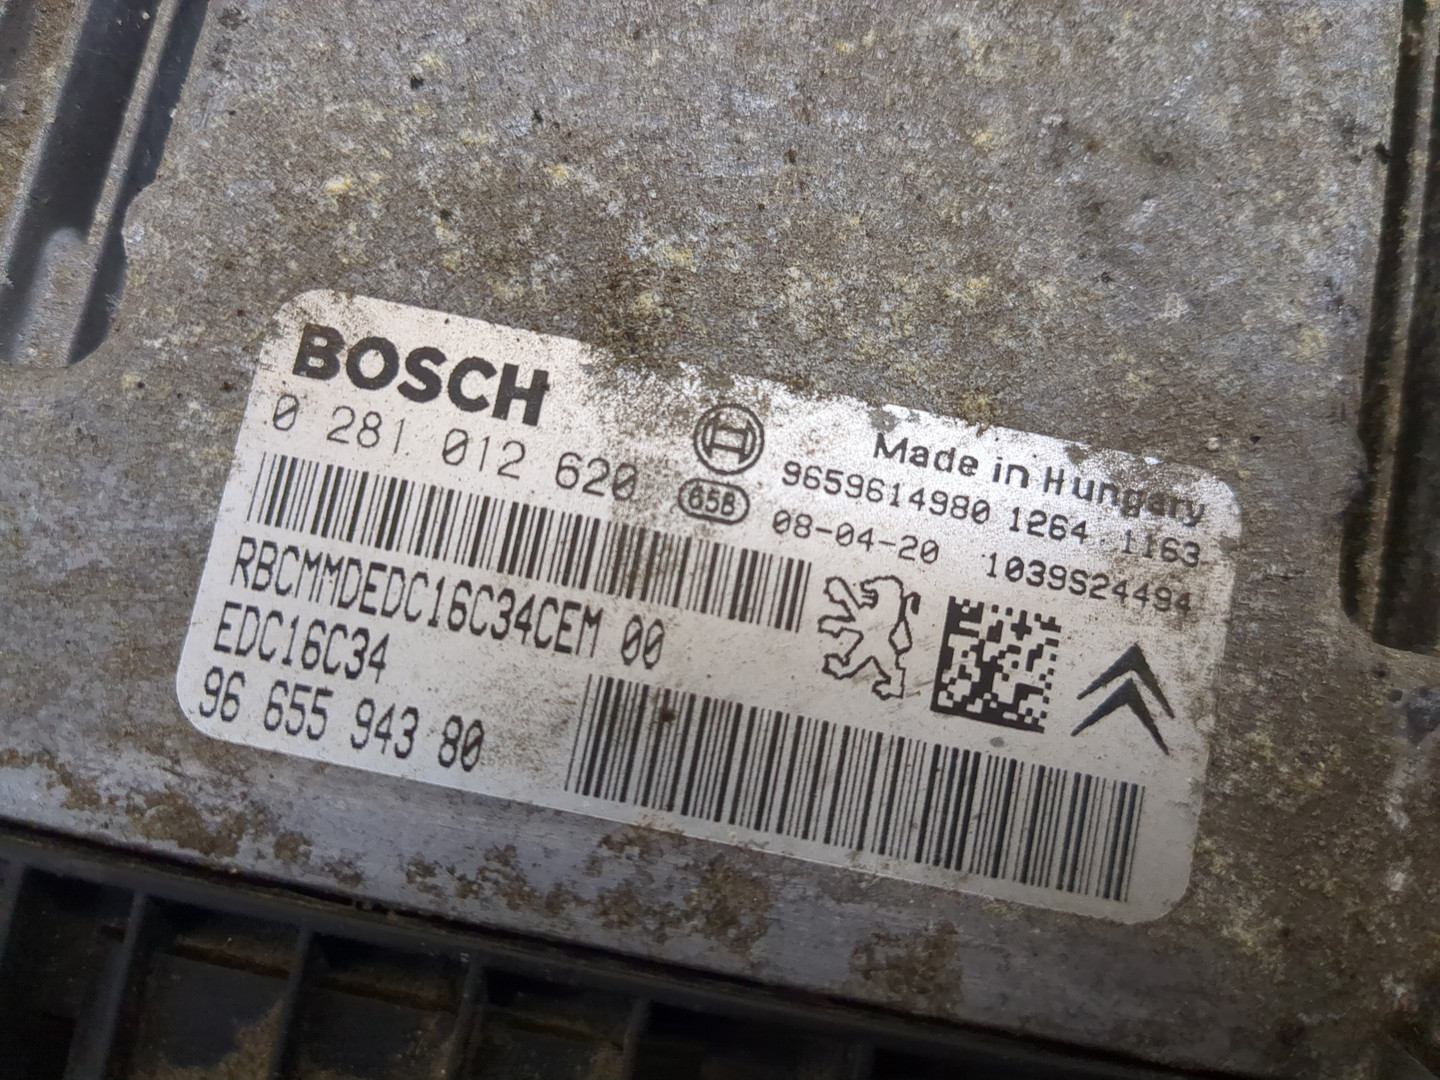 BOSCH
0 281 012 620
658
Made in Hungary
9659614980 1264 1163
08-04-20 1039S24494
RBCMMDEDC16C34CEM 00
EDC16C34
96 655 943 80